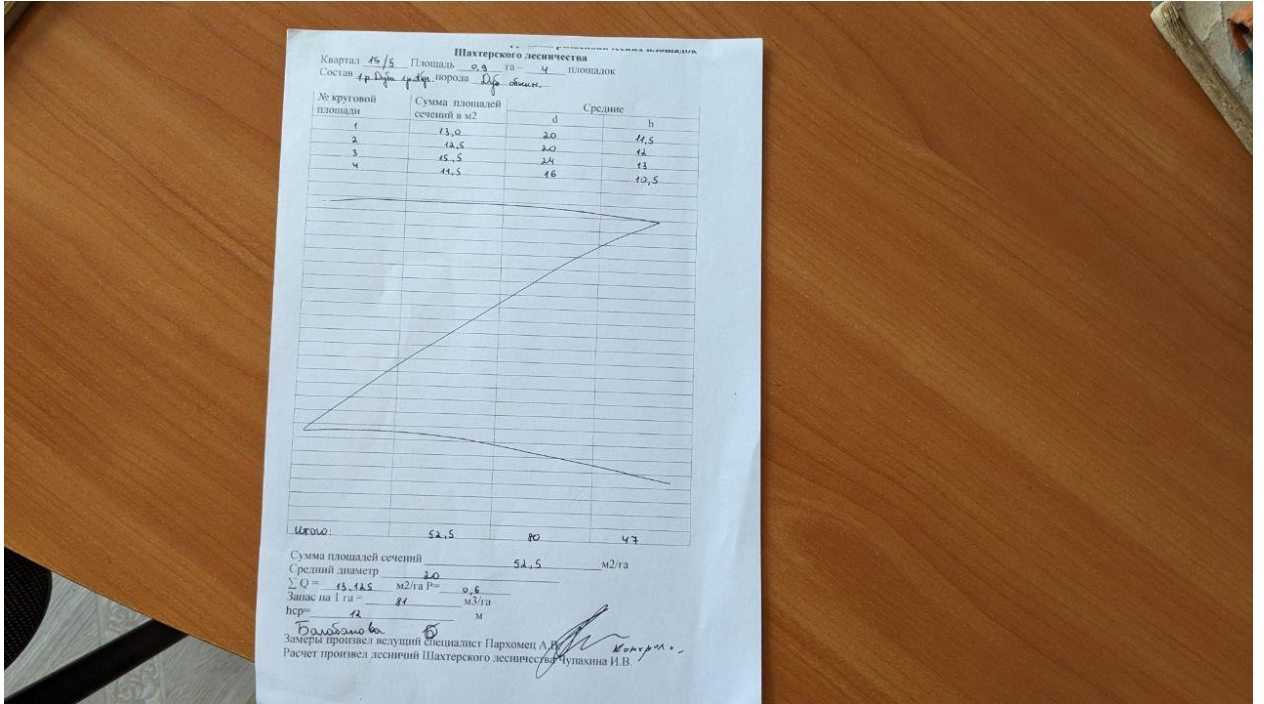 площадок
Шахтерского лесничества
Квартал 15/5 Площадь 0,9 га – 4 площадок
Состав порода Дуб
№ круговой площади Сумма площадей сечений в м2 Средние
d h
1 13,0 20 11,5
2 12,5 20 12
3 15,5 24 13
4 11,5 16 10,5
Итого: 52,5 80 47
Сумма площадей сечений 52,5 м2/га
Средний диаметр 20
∑ Q = 13,125 м2/га P= 0,6
Запас на 1 га = 81 м3/га
hср= 12 м
Балабанова
Замеры произвел ведущий специалист Пархомец А.В.
Расчет произвел лесничий Шахтерского лесничества Чупахина И.В.